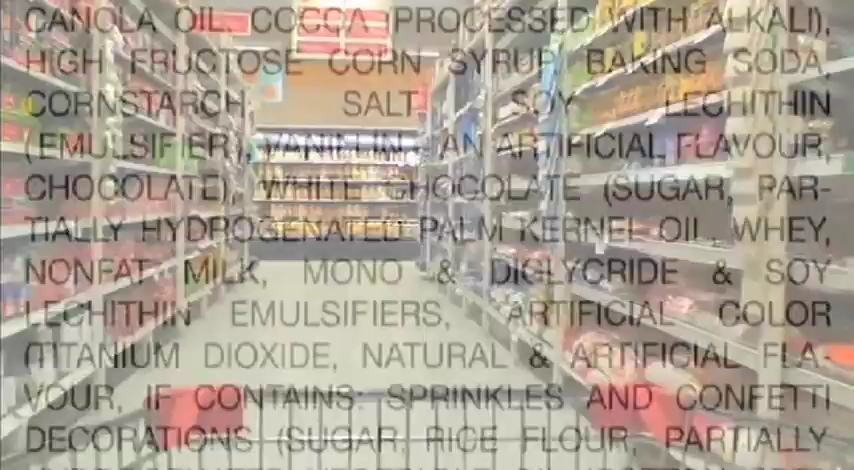 CANOLA OIL. COCOA (PROCESSED WITH ALKALI),
HIGH FRUCTOSE CORN SYRUP, BAKING SODA,
CORNSTARCH, SALT, SOY LECHITHIN
(EMULSIFIER), VANILLIN, AN ARTIFICIAL FLAVOUR,
CHOCOLATE), WHITE CHOCOLATE (SUGAR, PAR-
TIALLY HYDROGENATED PALM KERNEL OIL, WHEY,
NONFAT MILK, MONO & DIGLYCRIDE & SOY
LECHITHIN EMULSIFIERS, ARTIFICIAL COLOR
(TITANIUM DIOXIDE, NATURAL & ARTIFICIAL FLA-
VOUR, IF CONTAINS: SPRINKLES AND CONFETTI
DECORATIONS (SUGAR, RICE FLOUR, PARTIALLY